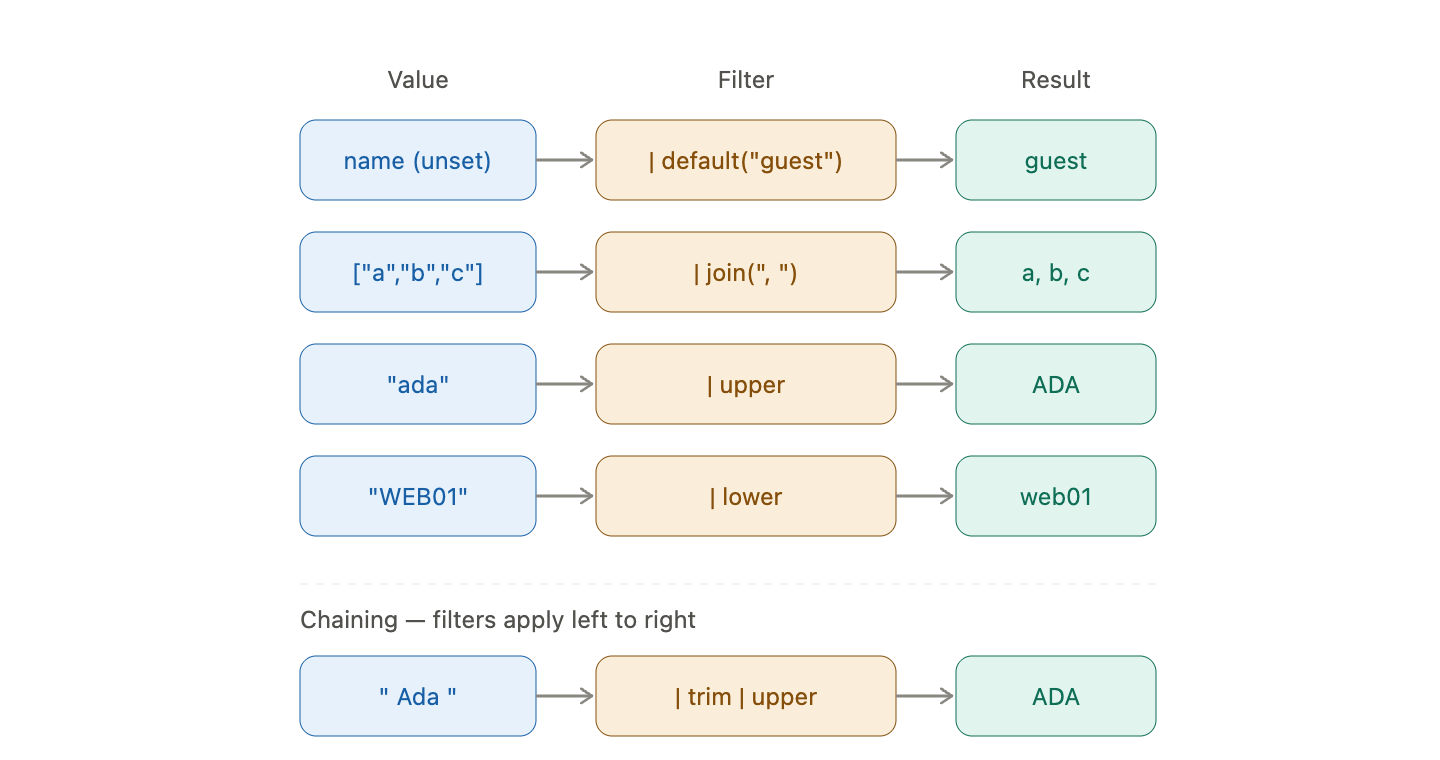 Value Filter Result
name (unset) | default("guest") guest
["a","b","c"] | join(", ") a, b, c
"ada" | upper ADA
"WEB01" | lower web01
Chaining — filters apply left to right
" Ada " | trim | upper ADA